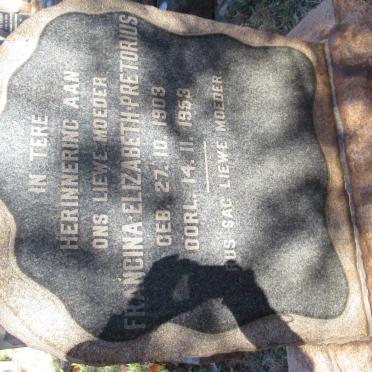 IN TERE
HERINNERING AAN
ONS LIEWE MOEDER
FRANCINA ELIZABETH PRETORIUS
GEB. 27. 10. 1903
OORL. 14. 11. 1953
RUS SAG LIEWE MOEDER